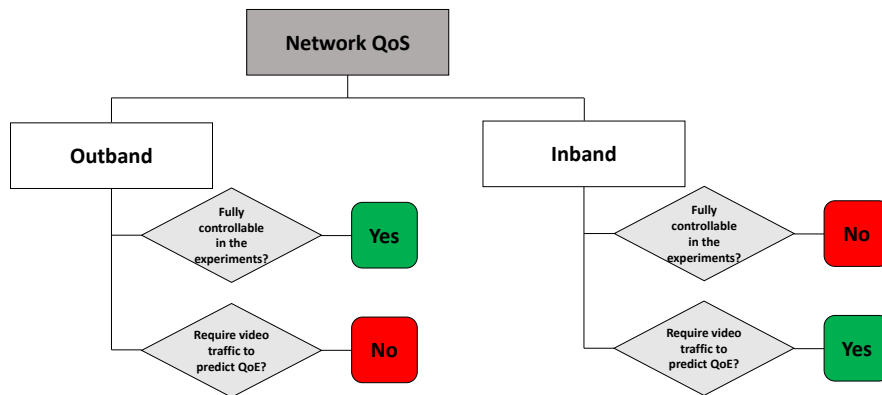 Network QoS
Outband
Fully
controllable
in the
experiments?
Yes
Require video
traffic to
predict QoE?
No
Inband
Fully
controllable
in the
experiments?
No
Require video
traffic to
predict QoE?
Yes